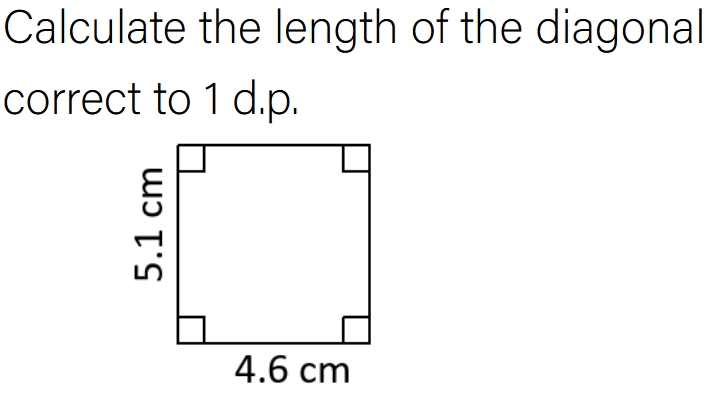 Calculate the length of the diagonal
correct to 1 d.p.
5.1 cm
4.6 cm